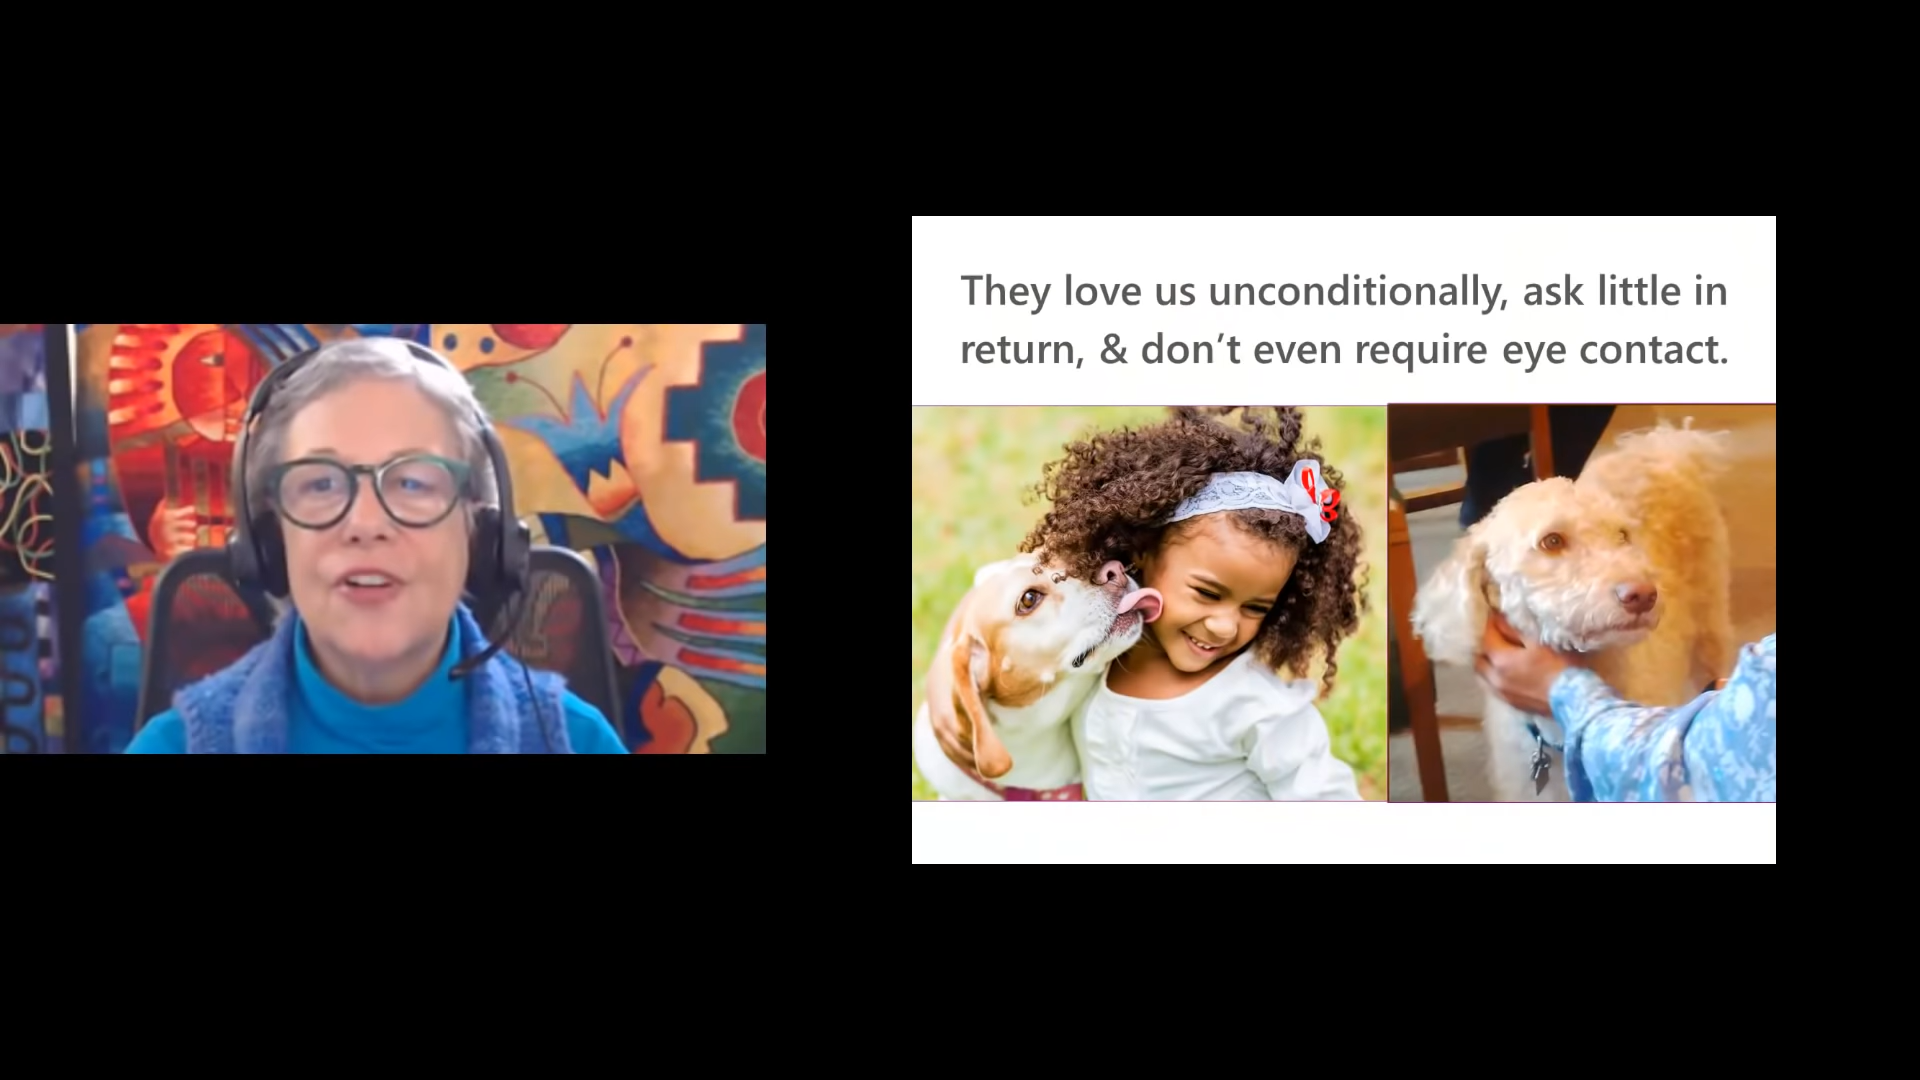 They love us unconditionally, ask little in
return, & don’t even require eye contact.